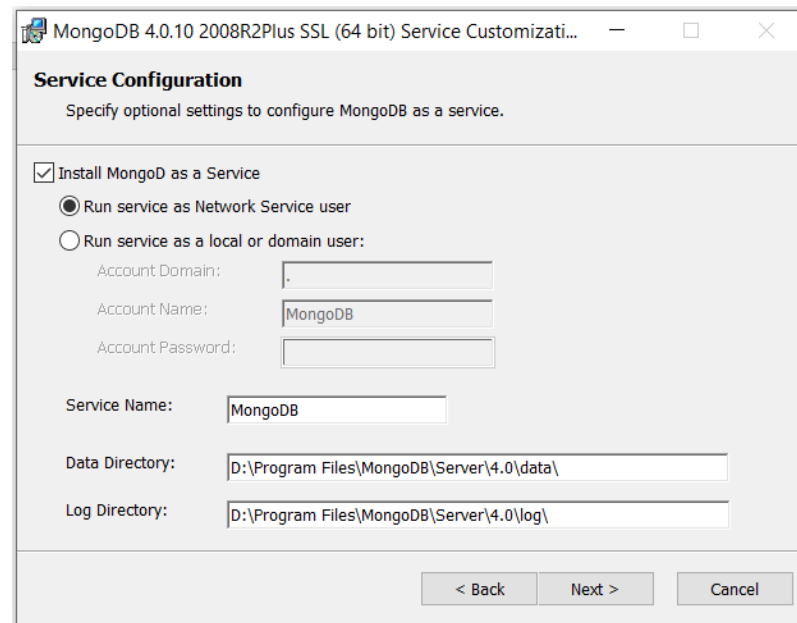 MongoDB 4.0.10 2008R2Plus SSL (64 bit) Service Customizati...
Service Configuration
Specify optional settings to configure MongoDB as a service.
Install MongoD as a Service
Run service as Network Service user
Run service as a local or domain user:
Account Domain: .
Account Name: MongoDB
Account Password:
Service Name: MongoDB
Data Directory: D:\Program Files\MongoDB\Server\4.0\data\
Log Directory: D:\Program Files\MongoDB\Server\4.0\log\
< Back Next > Cancel